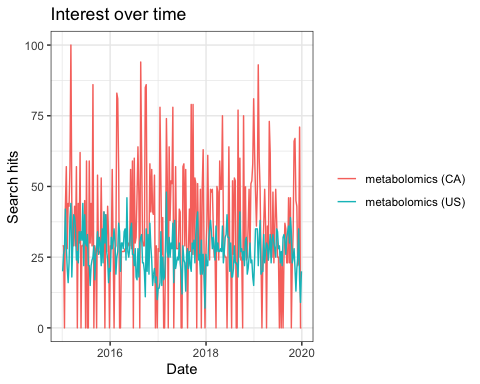 Interest over time
100
75
50
25
0
Search hits
2016
2018
2020
Date
metabolomics (CA)
metabolomics (US)